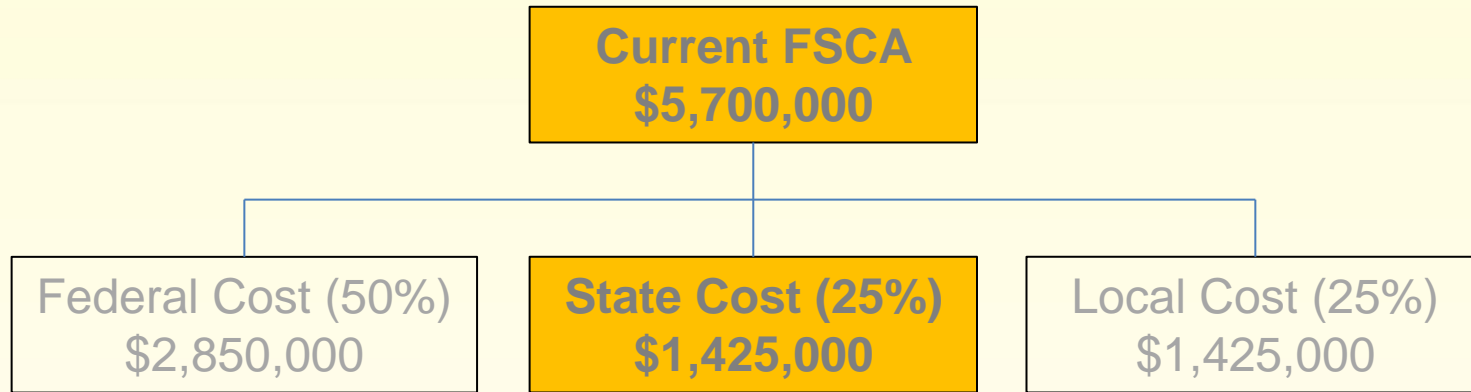 Current FSCA
$5,700,000
Federal Cost (50%)
$2,850,000
State Cost (25%)
$1,425,000
Local Cost (25%)
$1,425,000